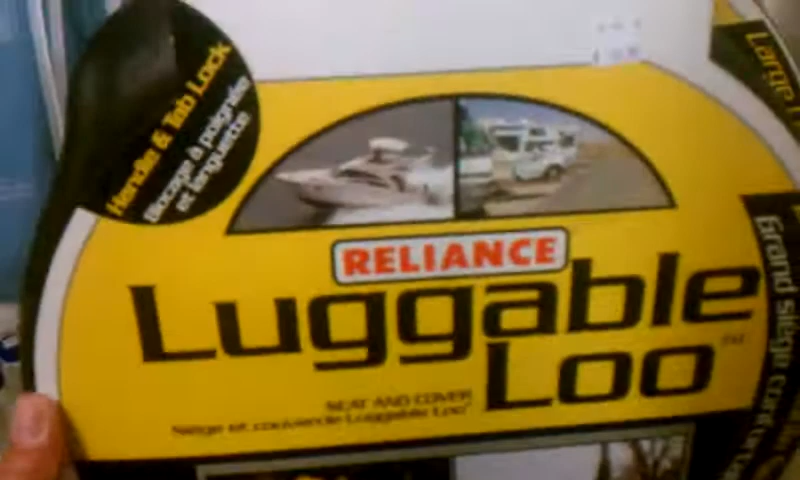 Handle & Tab Lock
Blocage à poignée
et languette
RELIANCE
Luggable
Loo
SEAT AND COVER
Siège et couvercle Luggable Loo
Large
Grand siège